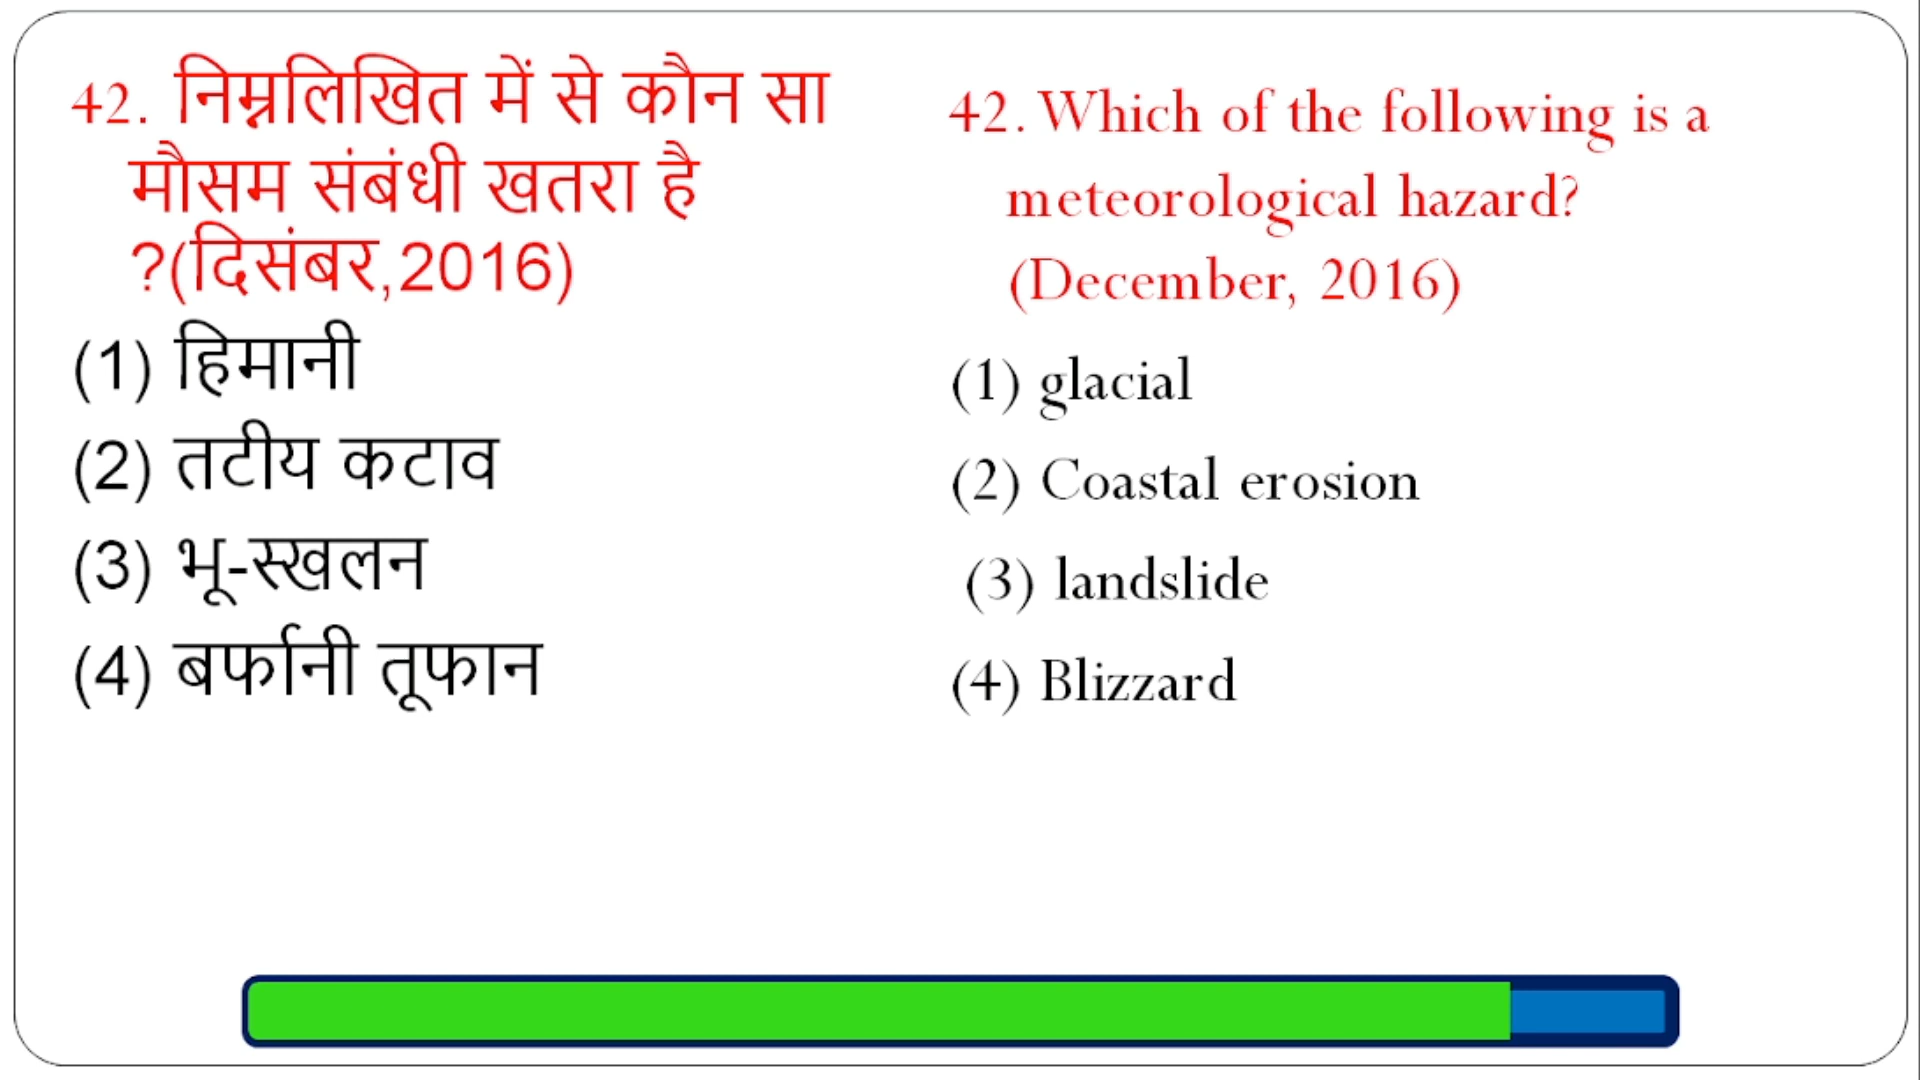 42. निम्नलिखित में से कौन सा
मौसम संबंधी खतरा है
?(दिसंबर,2016)
(1) हिमानी
(2) तटीय कटाव
(3) भू-स्खलन
(4) बर्फानी तूफान
42. Which of the following is a
meteorological hazard?
(December, 2016)
(1) glacial
(2) Coastal erosion
(3) landslide
(4) Blizzard